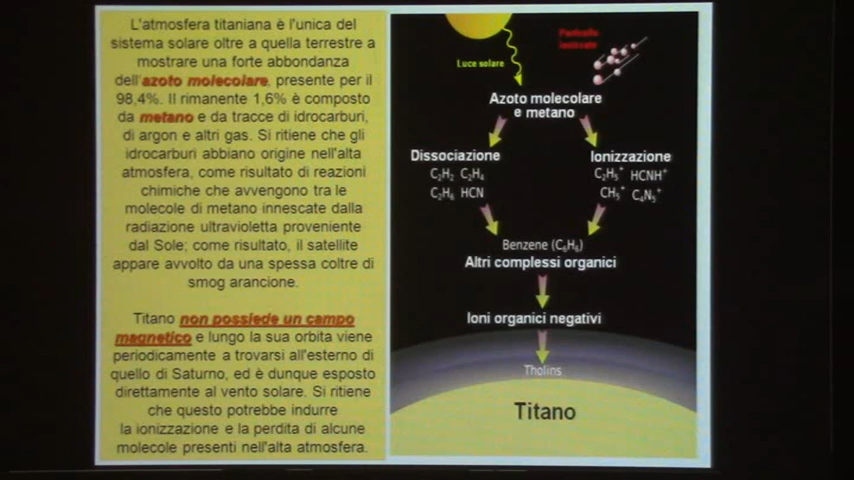 L'atmosfera titaniana è l'unica del
sistema solare oltre a quella terrestre a
mostrare una forte abbondanza
dell'azoto molecolare, presente per il
98,4%. Il rimanente 1,6% è composto
da metano e da tracce di idrocarburi,
di argon e altri gas. Si ritiene che gli
idrocarburi abbiano origine nell'alta
atmosfera, come risultato di reazioni
chimiche che avvengono tra le
molecole di metano innescate dalla
radiazione ultravioletta proveniente
dal Sole; come risultato, il satellite
appare avvolto da una spessa coltre di
smog arancione.
Titano non possiede un campo
magnetico e lungo la sua orbita viene
periodicamente a trovarsi all'esterno di
quello di Saturno, ed è dunque esposto
direttamente al vento solare. Si ritiene
che questo potrebbe indurre
la ionizzazione e la perdita di alcune
molecole presenti nell'alta atmosfera.
Luce solare
Particelle
ionizzate
Azoto molecolare
e metano
Dissociazione
C₂H₂ C₂H₄
C₂H₆ HCN
Ionizzazione
C₂H₅⁺ HCNH⁺
CH₅⁺ C₄N₅⁺
Benzene (C₆H₆)
Altri complessi organici
Ioni organici negativi
Tholins
Titano